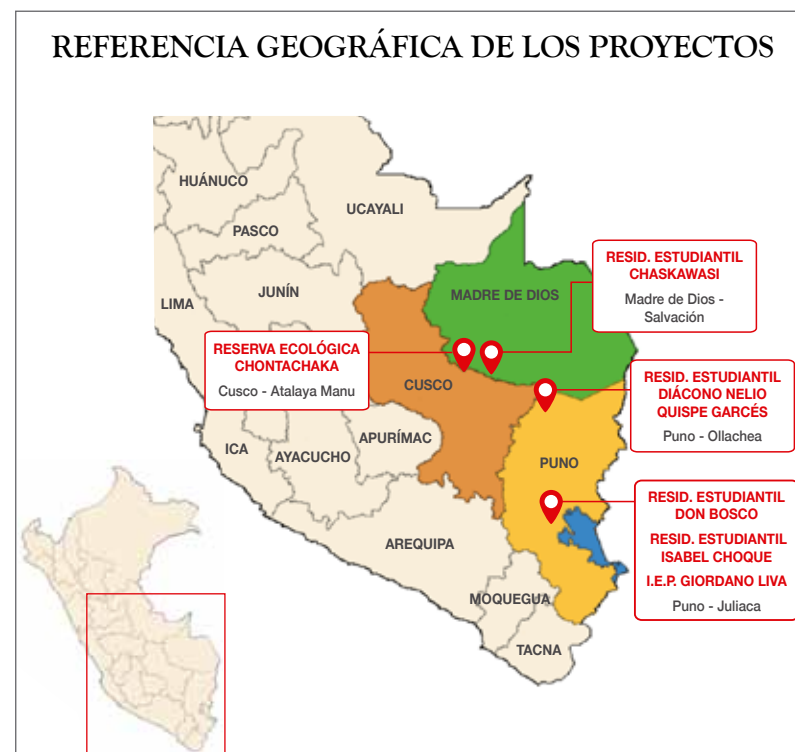 REFERENCIA GEOGRÁFICA DE LOS PROYECTOS
HUÁNUCO
UCAYALI
PASCO
JUNÍN
LIMA
MADRE DE DIOS
RESID. ESTUDIANTIL
CHASKAWASI
Madre de Dios -
Salvación
RESERVA ECOLÓGICA
CHONTACHAKA
Cusco - Atalaya Manu
CUSCO
RESID. ESTUDIANTIL
DIÁCONO NELIO
QUISPE GARCÉS
Puno - Ollachea
ICA
AYACUCHO
APURÍMAC
PUNO
RESID. ESTUDIANTIL
DON BOSCO
RESID. ESTUDIANTIL
ISABEL CHOQUE
I.E.P. GIORDANO LIVA
Puno - Juliaca
AREQUIPA
MOQUEGUA
TACNA